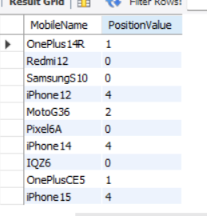 Result Grid Filter Rows:
MobileName PositionValue
OnePlus14R 1
Redmi12 0
SamsungS10 0
iPhone12 4
MotoG36 2
Pixel6A 0
iPhone14 4
IQZ6 0
OnePlusCE5 1
iPhone15 4